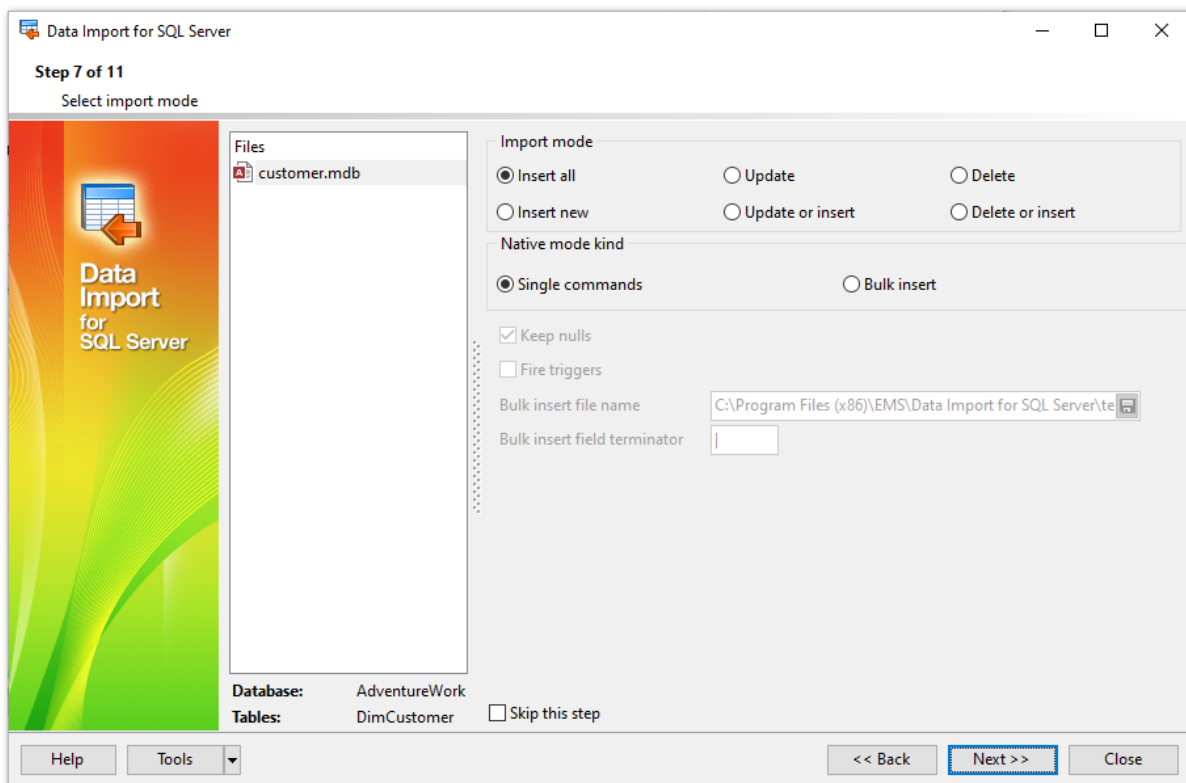 Data Import for SQL Server
Step 7 of 11
Select import mode
Data
Import
for
SQL Server
Files
customer.mdb
Database: AdventureWork
Tables: DimCustomer
Import mode
Insert all Update Delete
Insert new Update or insert Delete or insert
Native mode kind
Single commands Bulk insert
Keep nulls
Fire triggers
Bulk insert file name C:\Program Files (x86)\EMS\Data Import for SQL Server\te
Bulk insert field terminator |
Skip this step
Help Tools << Back Next >> Close